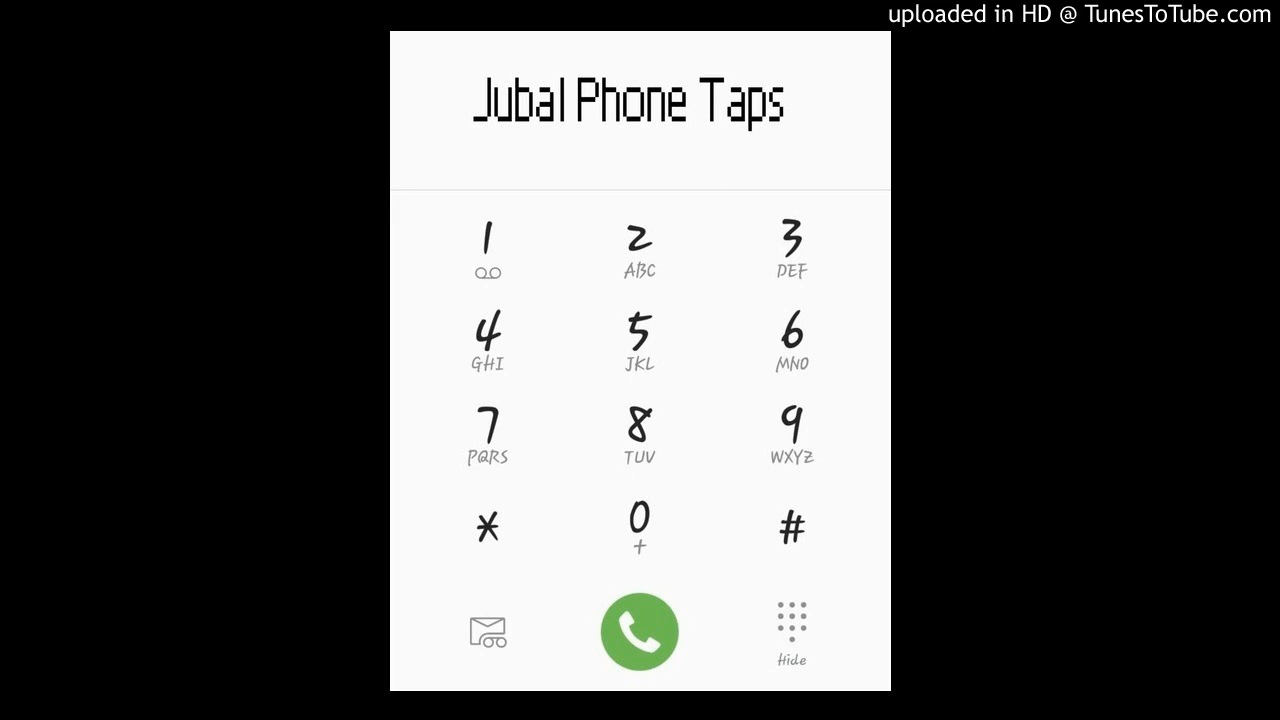 uploaded in HD @ TunesToTube.com
Jubal Phone Taps
1 2 3
ABC DEF
4 5 6
GHI JKL MNO
7 8 9
PQRS TUV WXYZ
* 0 #
+
Hide